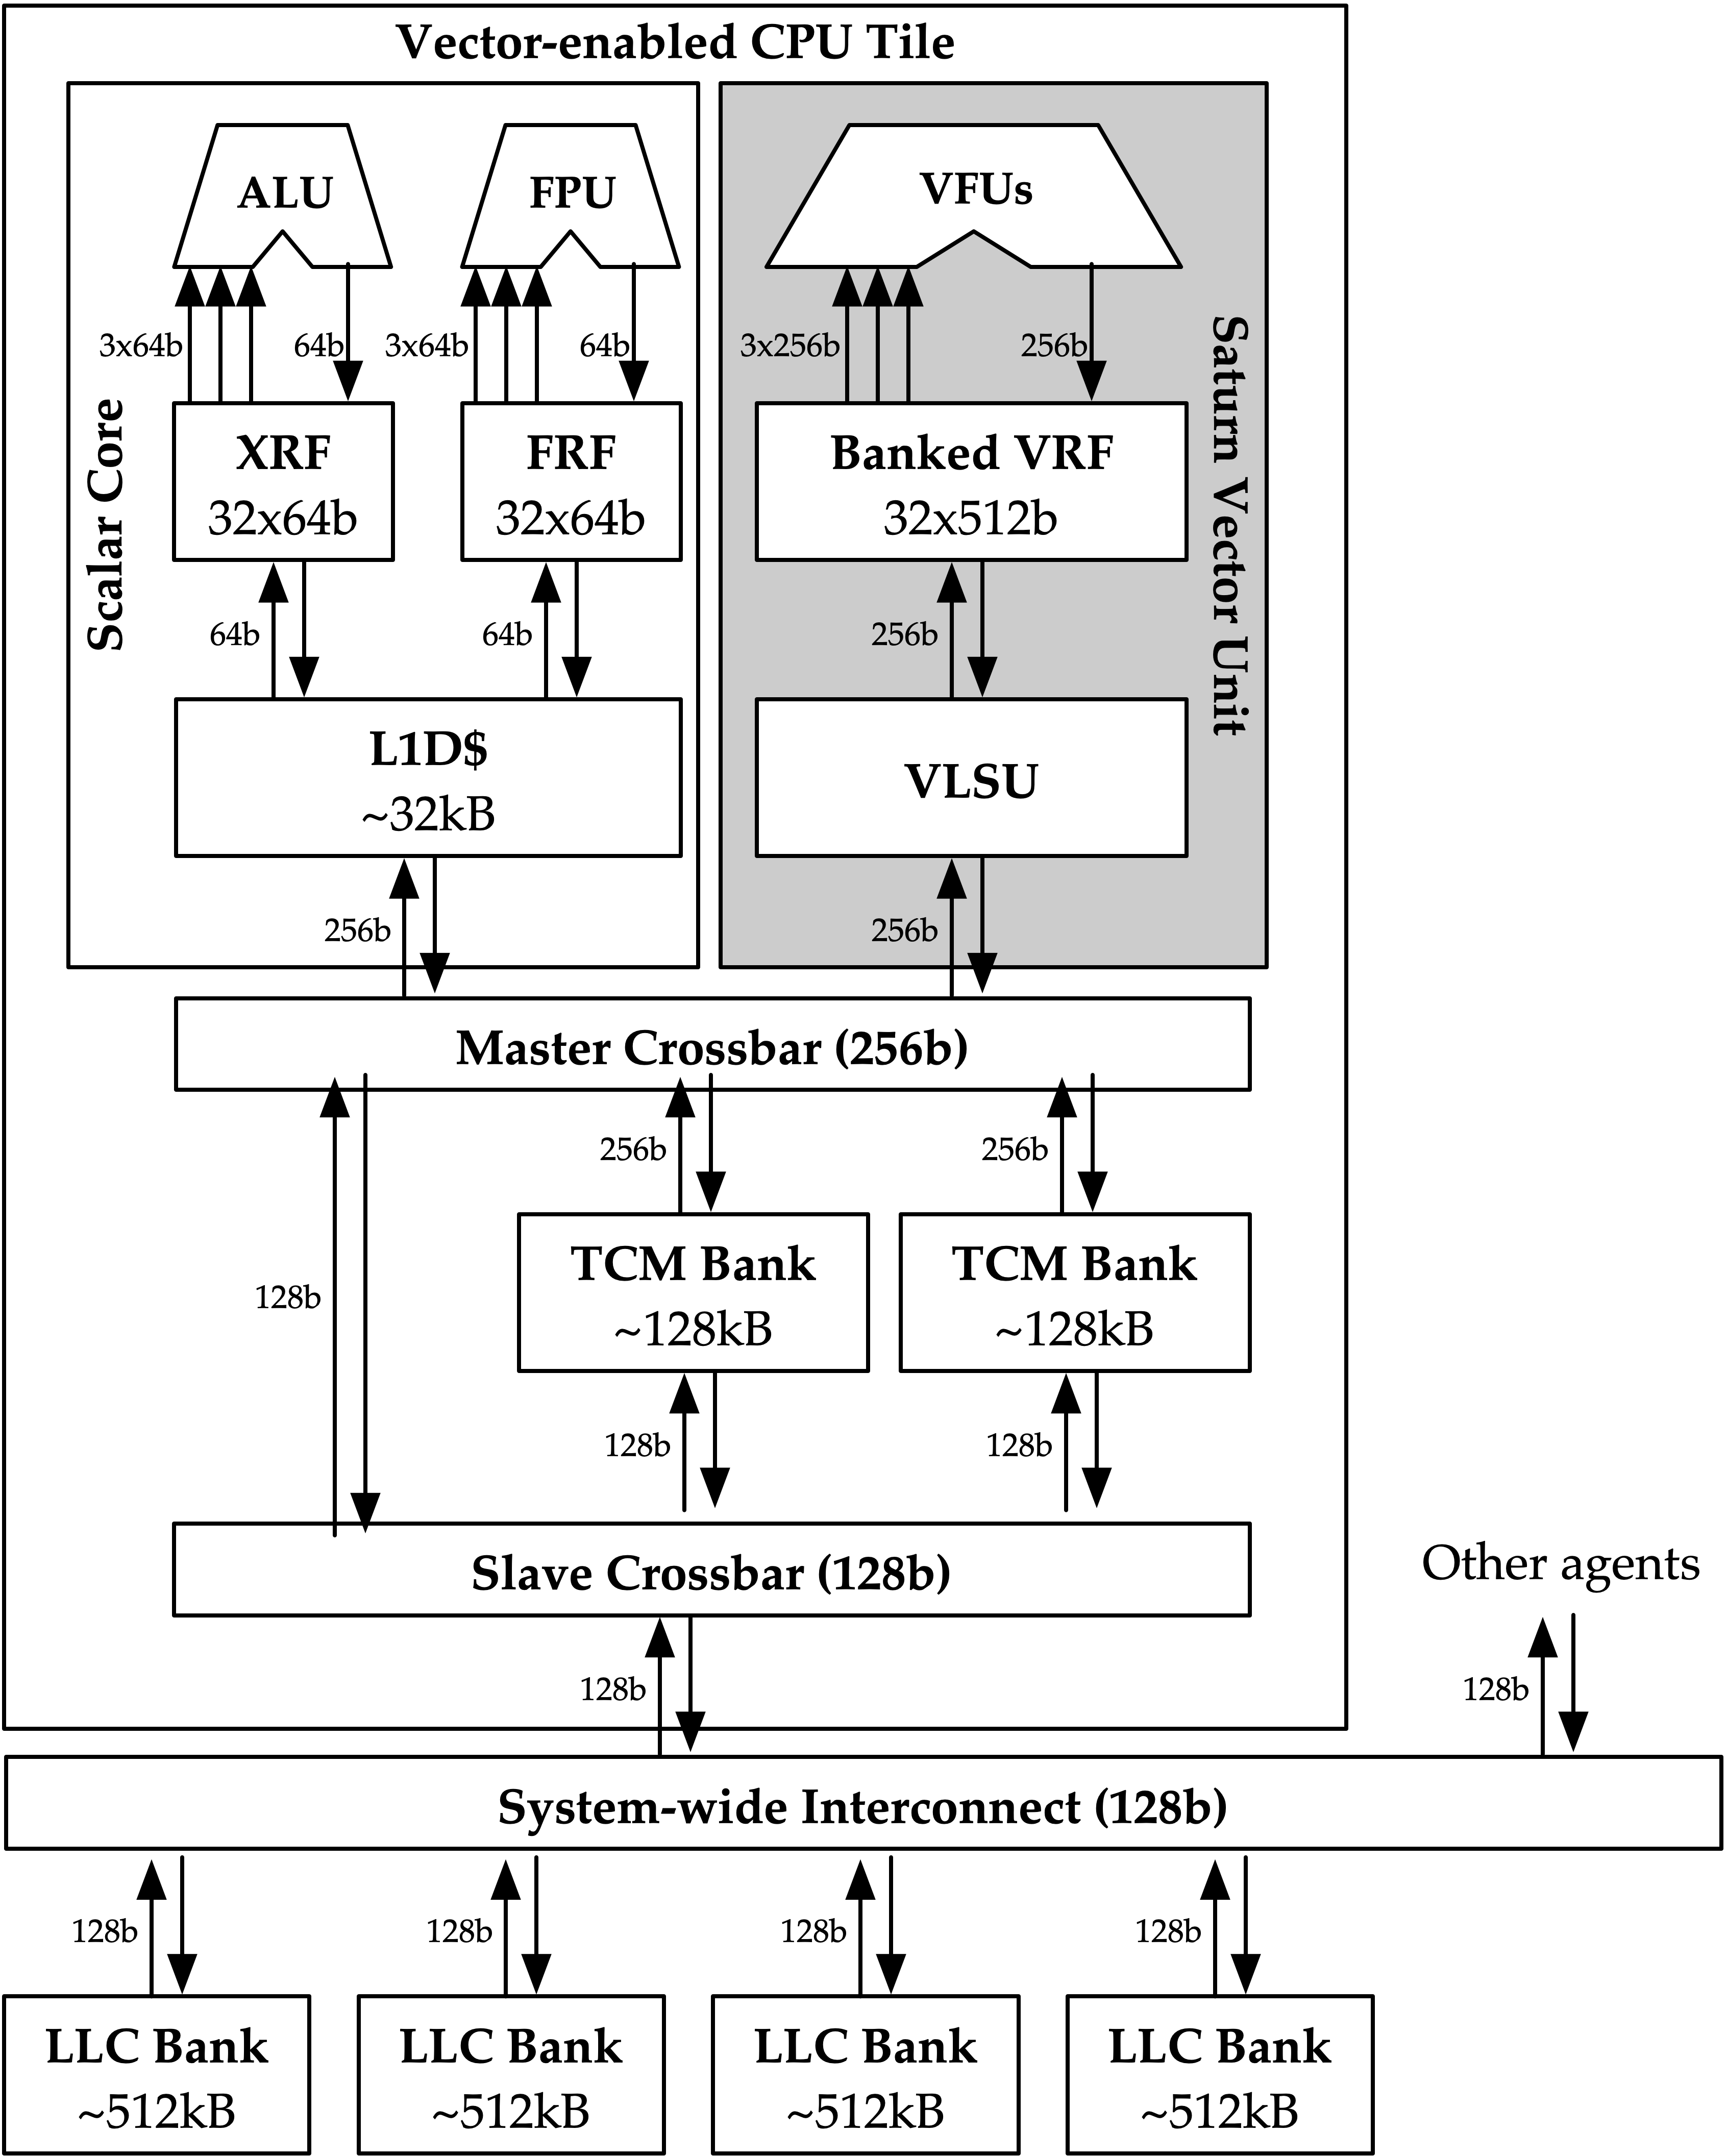 Vector-enabled CPU Tile
Scalar Core
ALU
FPU
VFUs
3x64b
64b
3x64b
64b
3x256b
256b
Saturn Vector Unit
XRF
32x64b
FRF
32x64b
Banked VRF
32x512b
64b
64b
256b
L1D$
~32kB
VLSU
256b
256b
Master Crossbar (256b)
256b
256b
128b
TCM Bank
~128kB
TCM Bank
~128kB
128b
128b
Slave Crossbar (128b)
Other agents
128b
128b
System-wide Interconnect (128b)
128b
128b
128b
128b
LLC Bank
~512kB
LLC Bank
~512kB
LLC Bank
~512kB
LLC Bank
~512kB